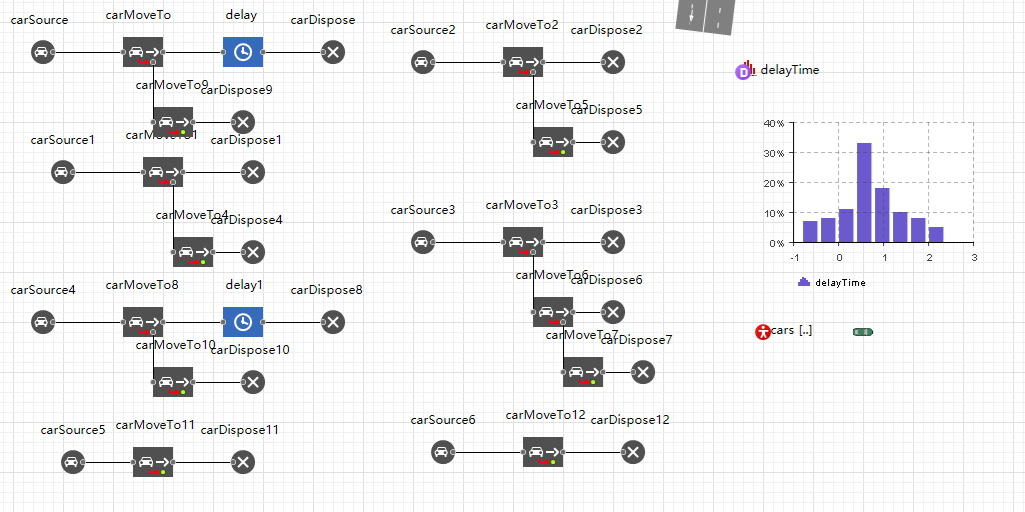 carSource
carMoveTo
delay
carDispose
carMoveTo9
carDispose9
carSource1
carMoveTo1
carDispose1
carMoveTo4
carDispose4
carSource4
carMoveTo8
delay1
carDispose8
carMoveTo10
carDispose10
carSource5
carMoveTo11
carDispose11
carSource2
carMoveTo2
carDispose2
carMoveTo5
carDispose5
carSource3
carMoveTo3
carDispose3
carMoveTo6
carDispose6
carMoveTo7
carDispose7
carSource6
carMoveTo12
carDispose12
D
delayTime
40%
30%
20%
10%
0%
-1 0 1 2 3
delayTime
cars [..]